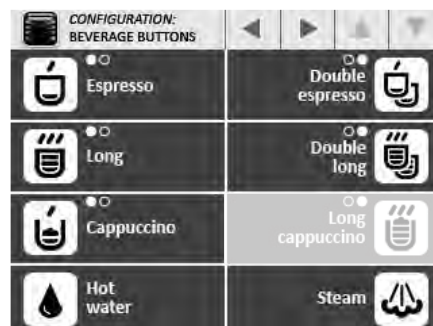 CONFIGURATION:
BEVERAGE BUTTONS
Espresso
Double
espresso
Long
Double
long
Cappuccino
Long
cappuccino
Hot
water
Steam